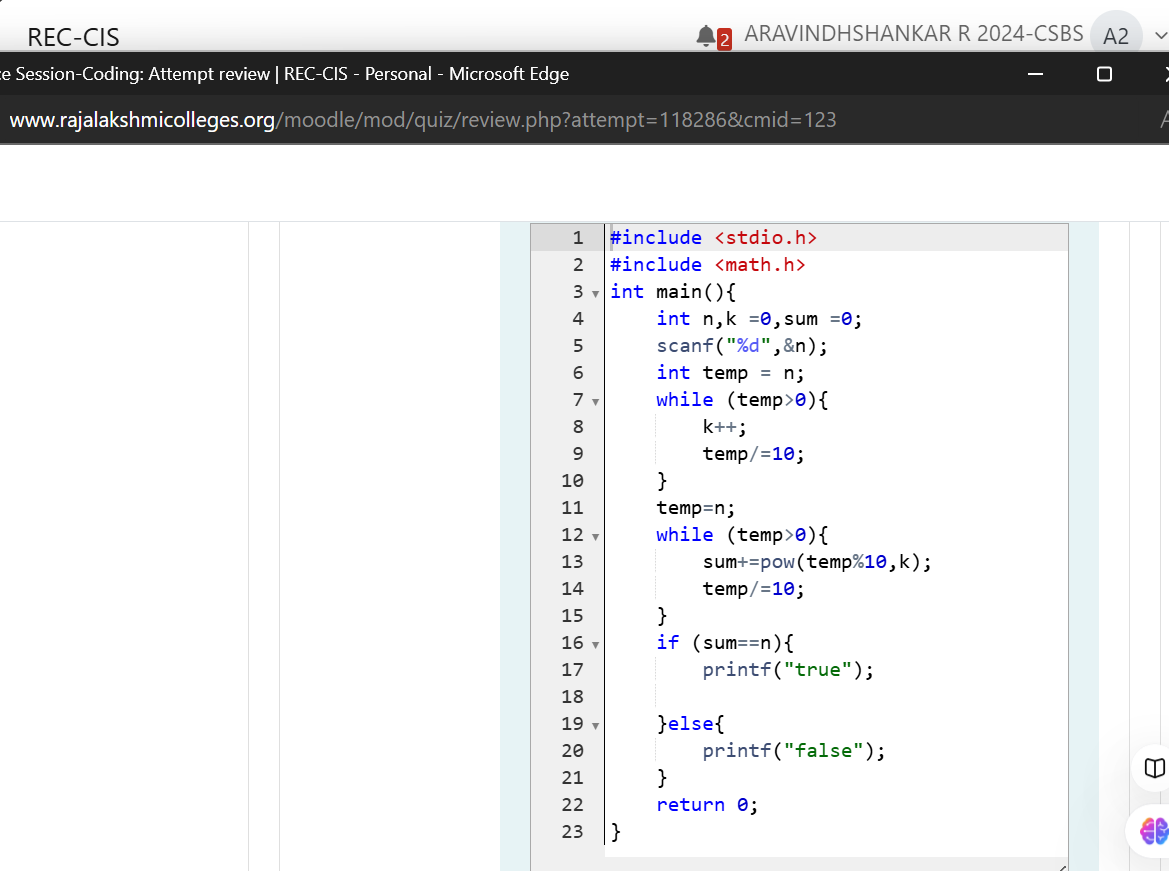 REC-CIS
2 ARAVINDHSHANKAR R 2024-CSBS A2
e Session-Coding: Attempt review | REC-CIS - Personal - Microsoft Edge
www.rajalakshmicolleges.org/moodle/mod/quiz/review.php?attempt=118286&cmid=123
1 #include <stdio.h>
2 #include <math.h>
3 int main(){
4     int n,k =0,sum =0;
5     scanf("%d",&n);
6     int temp = n;
7     while (temp>0){
8         k++;
9         temp/=10;
10     }
11     temp=n;
12     while (temp>0){
13         sum+=pow(temp%10,k);
14         temp/=10;
15     }
16     if (sum==n){
17         printf("true");
18
19     }else{
20         printf("false");
21     }
22     return 0;
23 }